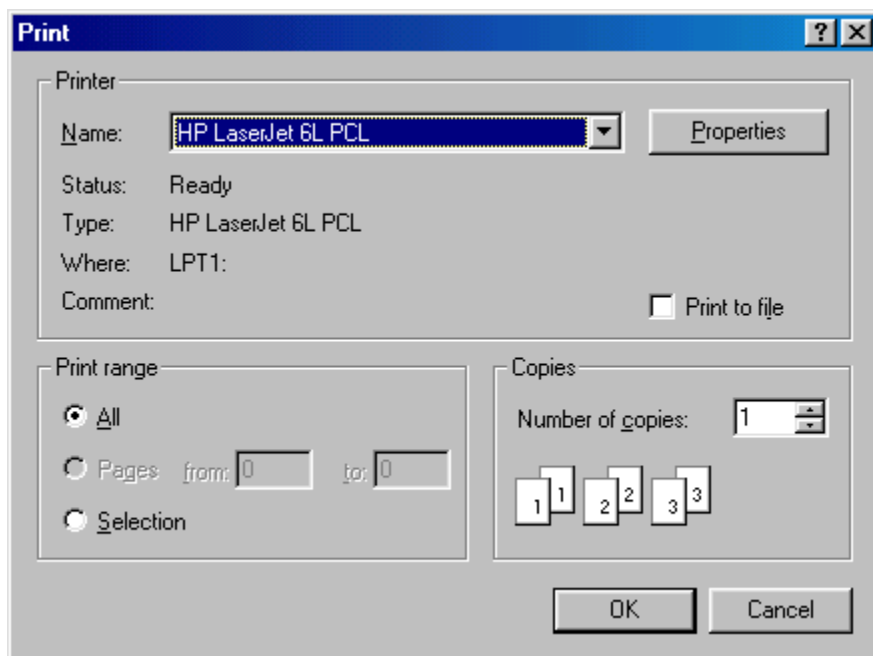 Print
Printer
Name: HP LaserJet 6L PCL Properties
Status: Ready
Type: HP LaserJet 6L PCL
Where: LPT1:
Comment: Print to file
Print range
All
Pages from: 0 to: 0
Selection
Copies
Number of copies: 1
1 1 2 2 3 3
OK Cancel